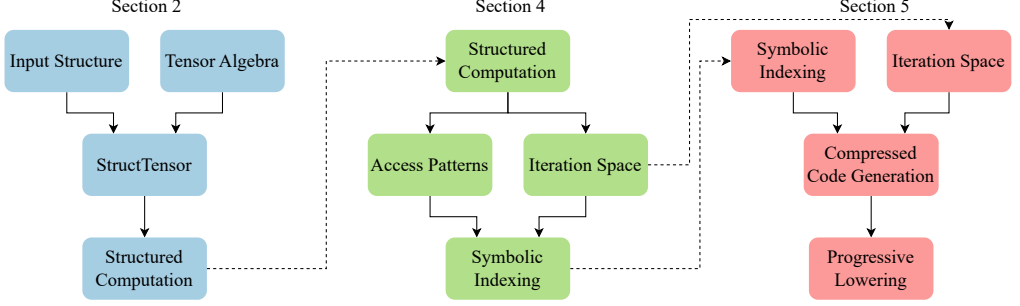 Section 2
Input Structure
Tensor Algebra
StructTensor
Structured
Computation
Section 4
Structured
Computation
Access Patterns
Iteration Space
Symbolic
Indexing
Section 5
Symbolic
Indexing
Iteration Space
Compressed
Code Generation
Progressive
Lowering